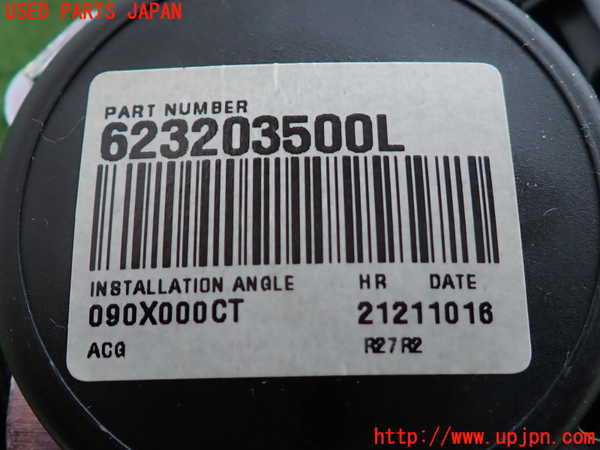 USED PARTS JAPAN
PART NUMBER
623203500L
INSTALLATION ANGLE HR DATE
090X000CT 21211016
ACG R27R2
http://www.upjpn.com/